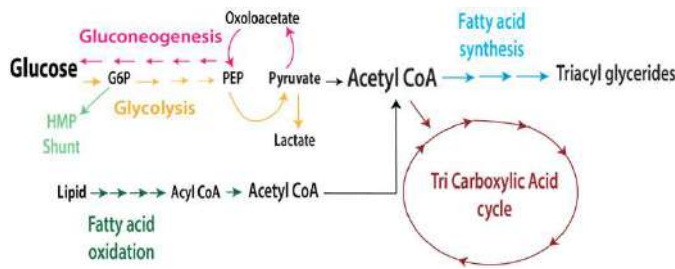 Oxoloacetate
Gluconeogenesis
Fatty acid
synthesis
Glucose
G6P
PEP
Pyruvate
Acetyl CoA
Triacyl glycerides
Glycolysis
HMP
Shunt
Lactate
Lipid
Acyl CoA
Acetyl CoA
Fatty acid
oxidation
Tri Carboxylic Acid
cycle